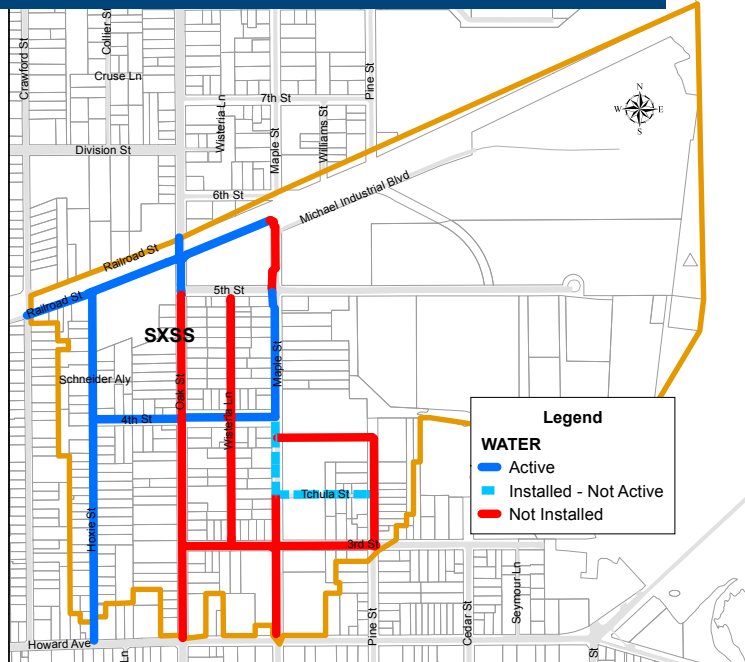 Crawford St
Collier St
Cruse Ln
Pine St
7th St
Wisteria Ln
Maple St
Williams St
Division St
N
W
E
S
6th St
Michael Industrial Blvd
Railroad St
Railroad St
5th St
SXSS
Schneider Aly
Oak St
Wisteria Ln
Maple St
4th St
Legend
WATER
Active
Installed - Not Active
Not Installed
Tchula St
Hoxie St
3rd St
Seymour Ln
Pine St
Cedar St
Howard Ave
Ln
St